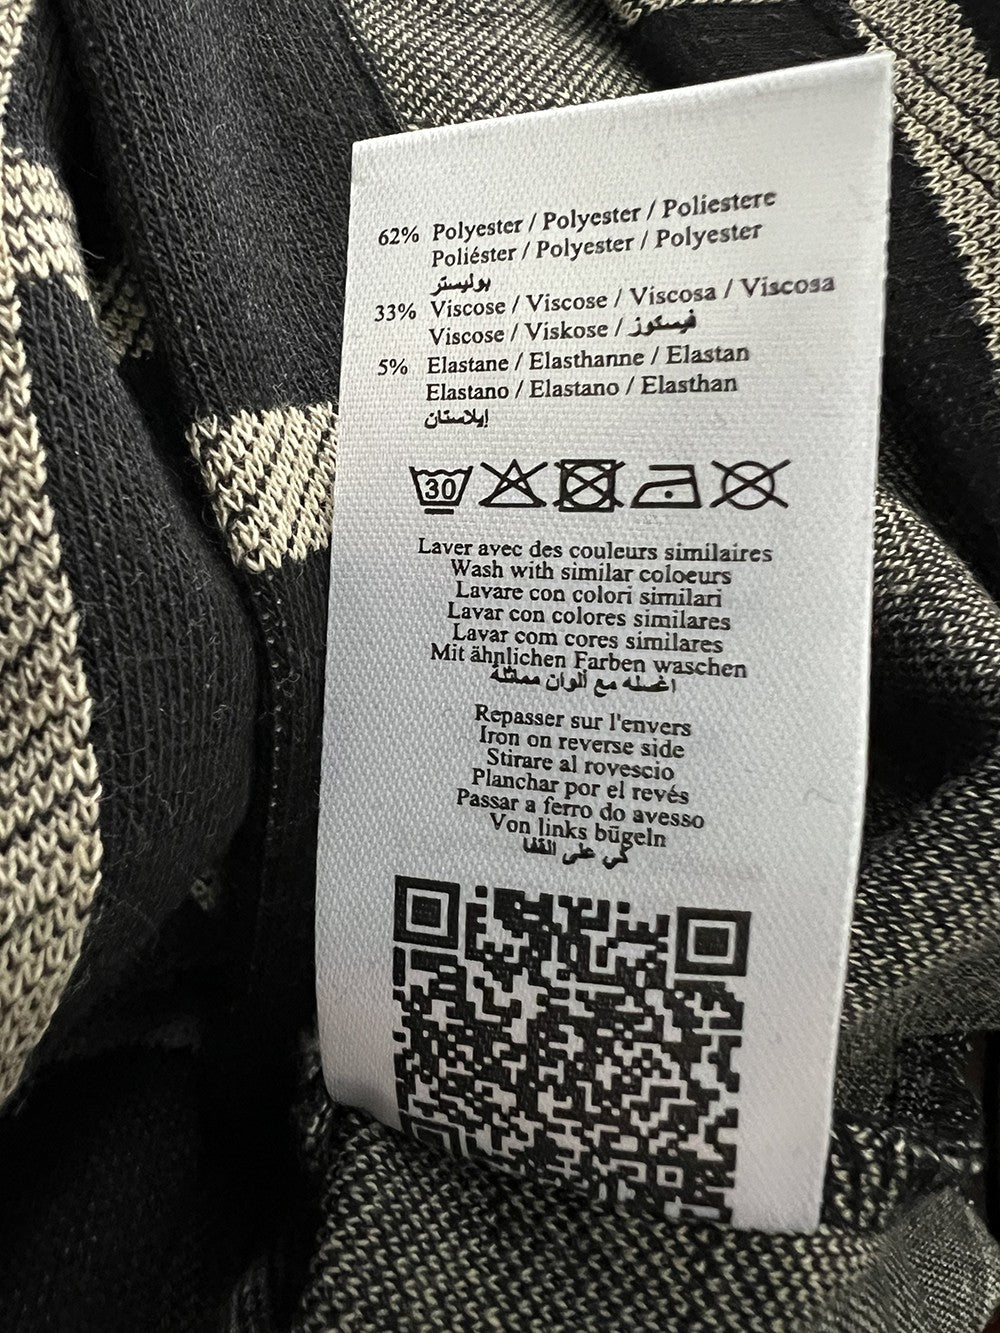 62% Polyester / Polyester / Poliestere
Poliéster / Polyester / Polyester
بوليستر
33% Viscose / Viscose / Viscosa / Viscosa
Viscose / Viskose / فيسكوز
5% Elastane / Elasthanne / Elastan
Elastano / Elastano / Elasthan
إيلاستان
30
Laver avec des couleurs similaires
Wash with similar coloeurs
Lavare con colori similari
Lavar con colores similares
Lavar com cores similares
Mit ähnlichen Farben waschen
اغسله مع ألوان مماثلة
Repasser sur l'envers
Iron on reverse side
Stirare al rovescio
Planchar por el revés
Passar a ferro do avesso
Von links bügeln
كي على القفا